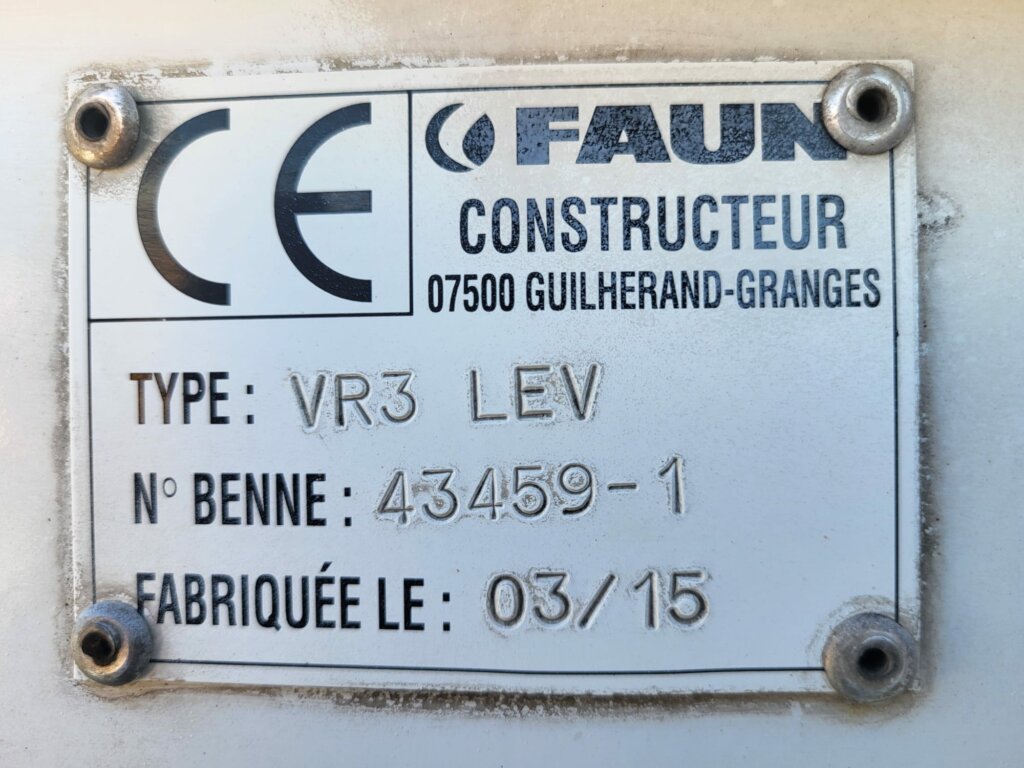 CE
FAUN
CONSTRUCTEUR
07500 GUILHERAND-GRANGES
TYPE : VR3 LEV
N° BENNE : 43459-1
FABRIQUÉE LE : 03/15